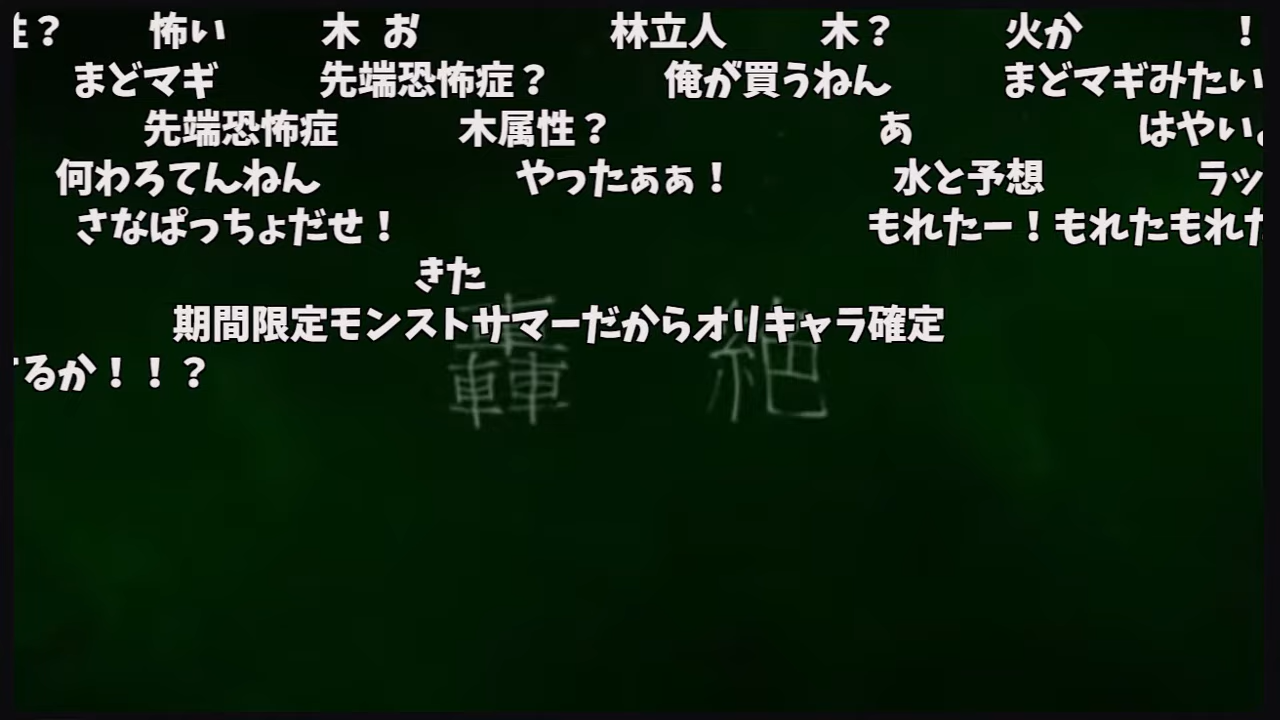 性？ 怖い 木 お 林立人 木？ 火か ！
まどマギ 先端恐怖症？ 俺が買うねん まどマギみたい
先端恐怖症 木属性？ あ はやい
何わろてんねん やったぁぁ！ 水と予想 ラッ
さなぱっちょだせ！ もれたー！もれたもれた
きた
期間限定モンストサマーだからオリキャラ確定
するか！！？
轟 絶